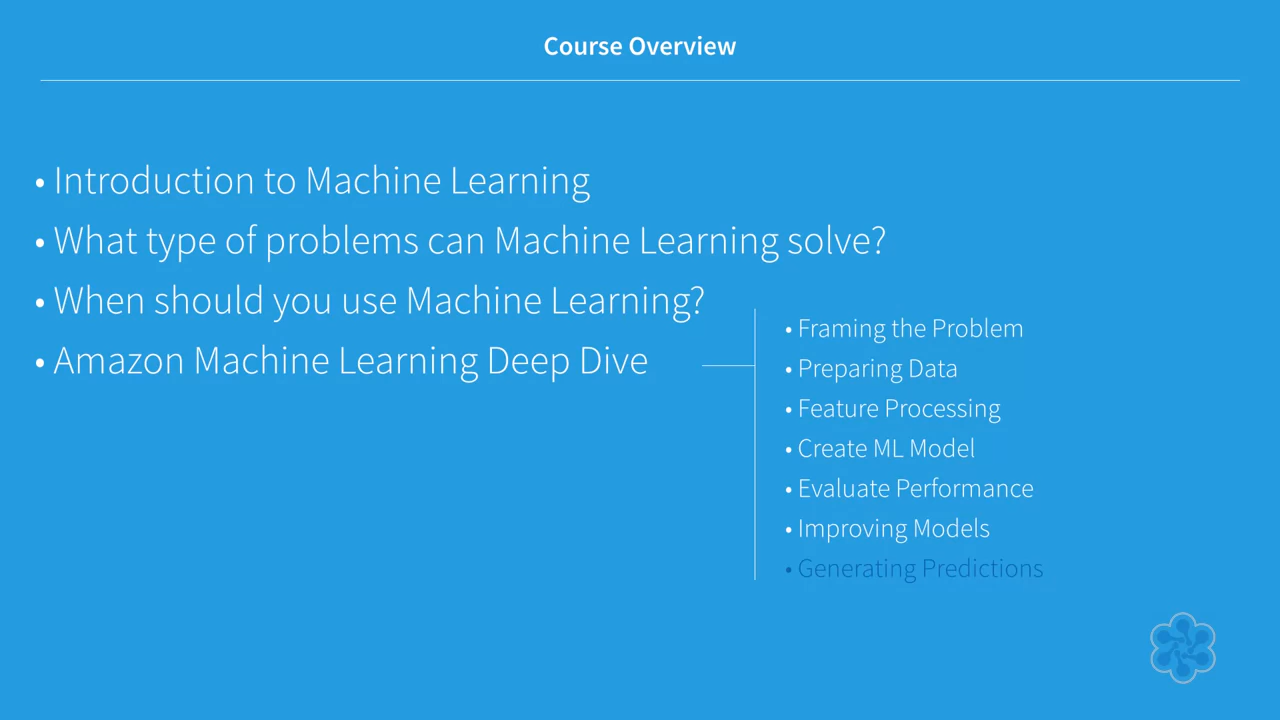 Course Overview
• Introduction to Machine Learning
• What type of problems can Machine Learning solve?
• When should you use Machine Learning?
• Amazon Machine Learning Deep Dive
• Framing the Problem
• Preparing Data
• Feature Processing
• Create ML Model
• Evaluate Performance
• Improving Models
• Generating Predictions